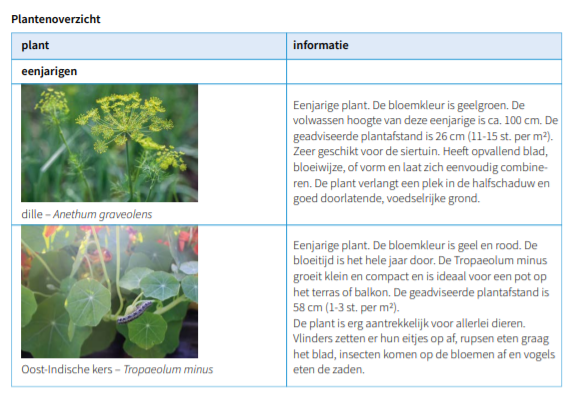 Plantenoverzicht
plant
informatie
eenjarigen
Eenjarige plant. De bloemkleur is geelgroen. De
volwassen hoogte van deze eenjarige is ca. 100 cm. De
geadviseerde plantafstand is 26 cm (11-15 st. per m²).
Zeer geschikt voor de siertuin. Heeft opvallend blad,
bloeiwijze, of vorm en laat zich eenvoudig combine-
ren. De plant verlangt een plek in de halfschaduw en
goed doorlatende, voedselrijke grond.
dille – Anethum graveolens
Eenjarige plant. De bloemkleur is geel en rood. De
bloeitijd is het hele jaar door. De Tropaeolum minus
groeit klein en compact en is ideaal voor een pot op
het terras of balkon. De geadviseerde plantafstand is
58 cm (1-3 st. per m²).
De plant is erg aantrekkelijk voor allerlei dieren.
Vlinders zetten er hun eitjes op af, rupsen eten graag
het blad, insecten komen op de bloemen af en vogels
eten de zaden.
Oost-Indische kers – Tropaeolum minus